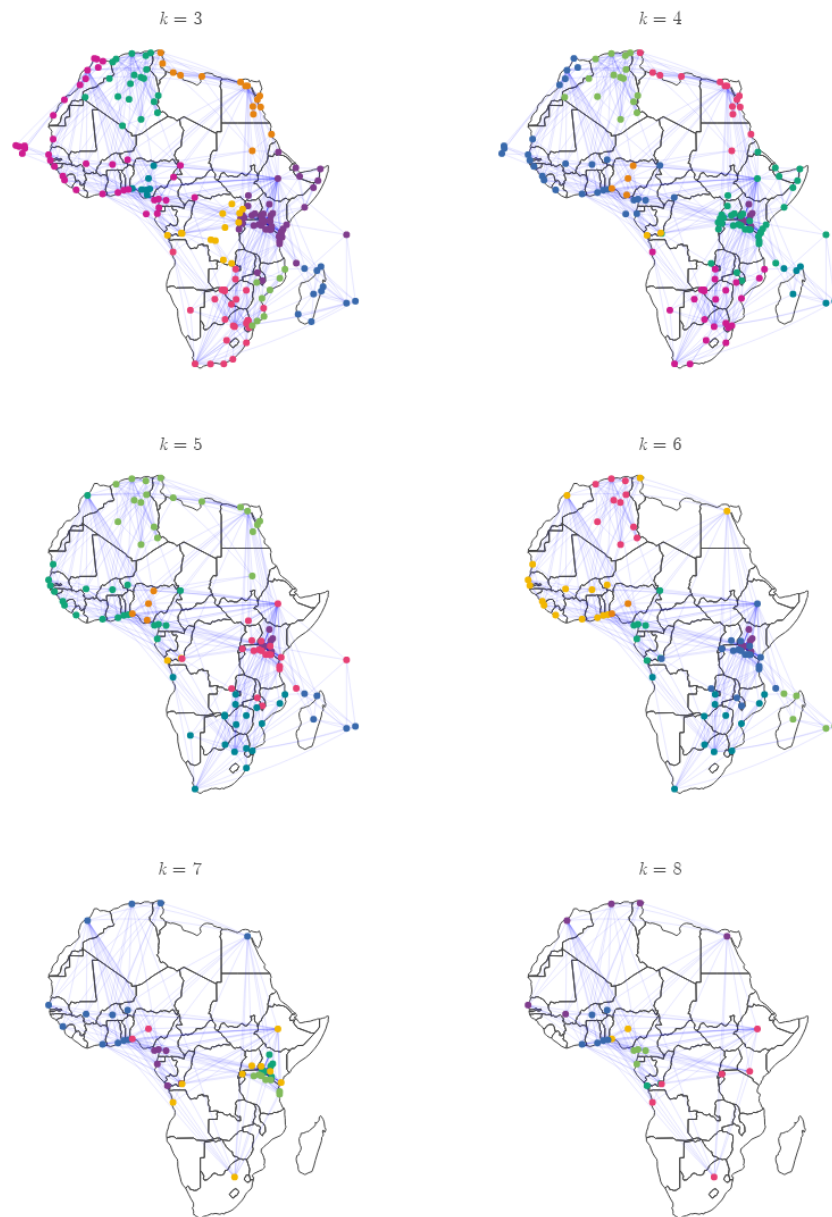 k = 3
k = 4
k = 5
k = 6
k = 7
k = 8